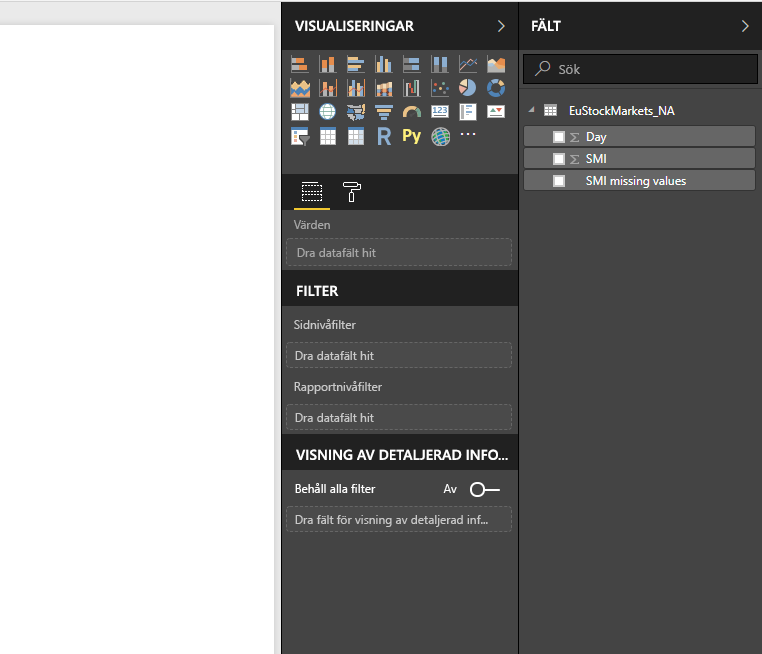 VISUALISERINGAR
123
R
Py
Värden
Dra datafält hit
FILTER
Sidnivåfilter
Dra datafält hit
Rapportnivåfilter
Dra datafält hit
VISNING AV DETALJERAD INFO...
Behåll alla filter Av
Dra fält för visning av detaljerad inf...
FÄLT
Sök
EuStockMarkets_NA
Σ Day
Σ SMI
SMI missing values